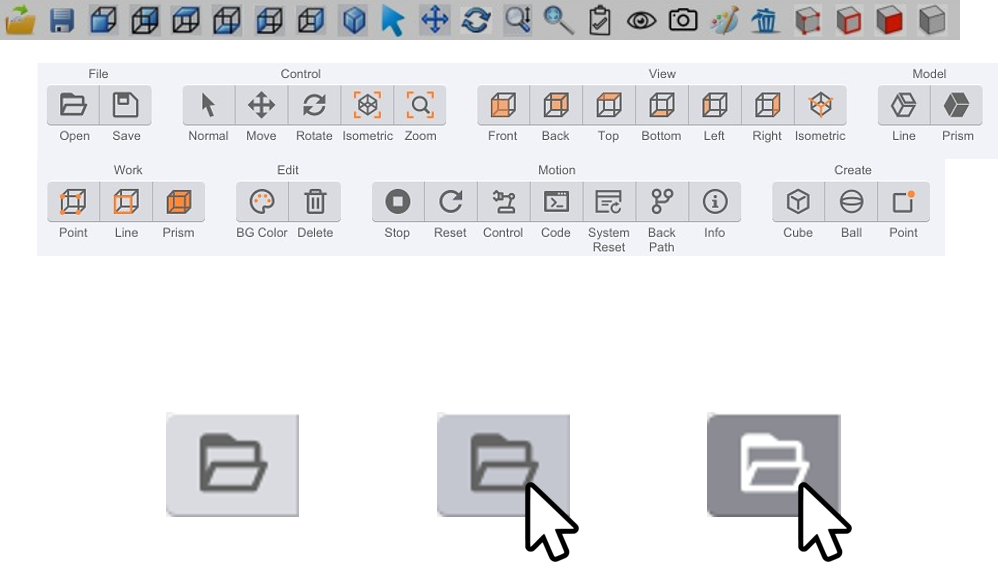 File Control View Model
Open Save Normal Move Rotate Isometric Zoom Front Back Top Bottom Left Right Isometric Line Prism
Work Edit Motion Create
Point Line Prism BG Color Delete Stop Reset Control Code System Back Info Cube Ball Point
Reset Path